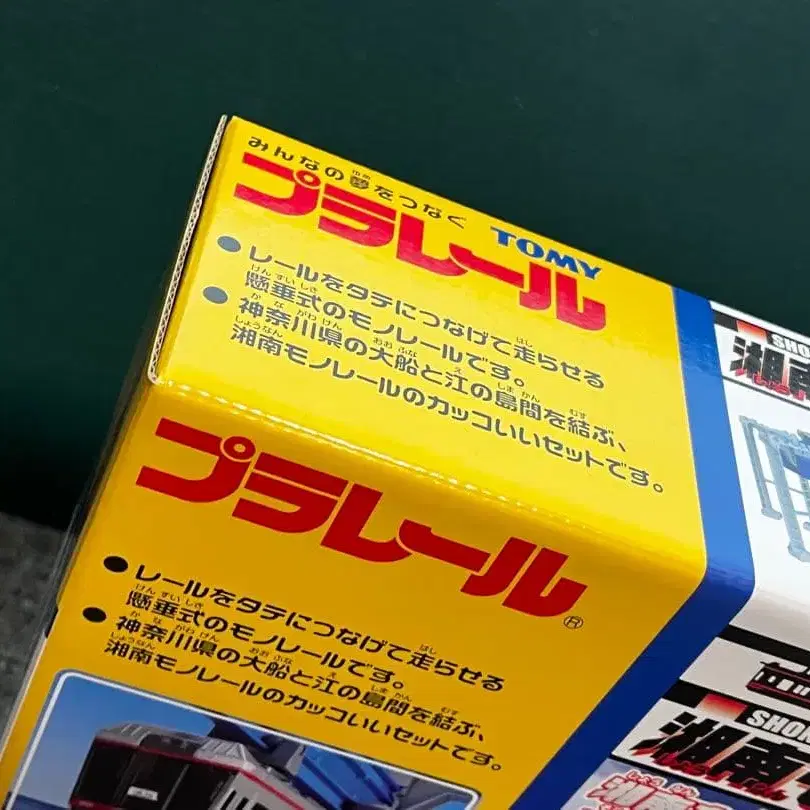 みんなの夢をつなぐ
プラレール TOMY
●レールをタテにつなげて走らせる
懸垂式のモノレールです。
●神奈川県の大船と江の島間を結ぶ、
湘南モノレールのカッコいいセットです。
SHO
湘南
プラレール®
●レールをタテにつなげて走らせる
懸垂式のモノレールです。
●神奈川県の大船と江の島間を結ぶ、
湘南モノレールのカッコいいセットです。
SHON
湘南